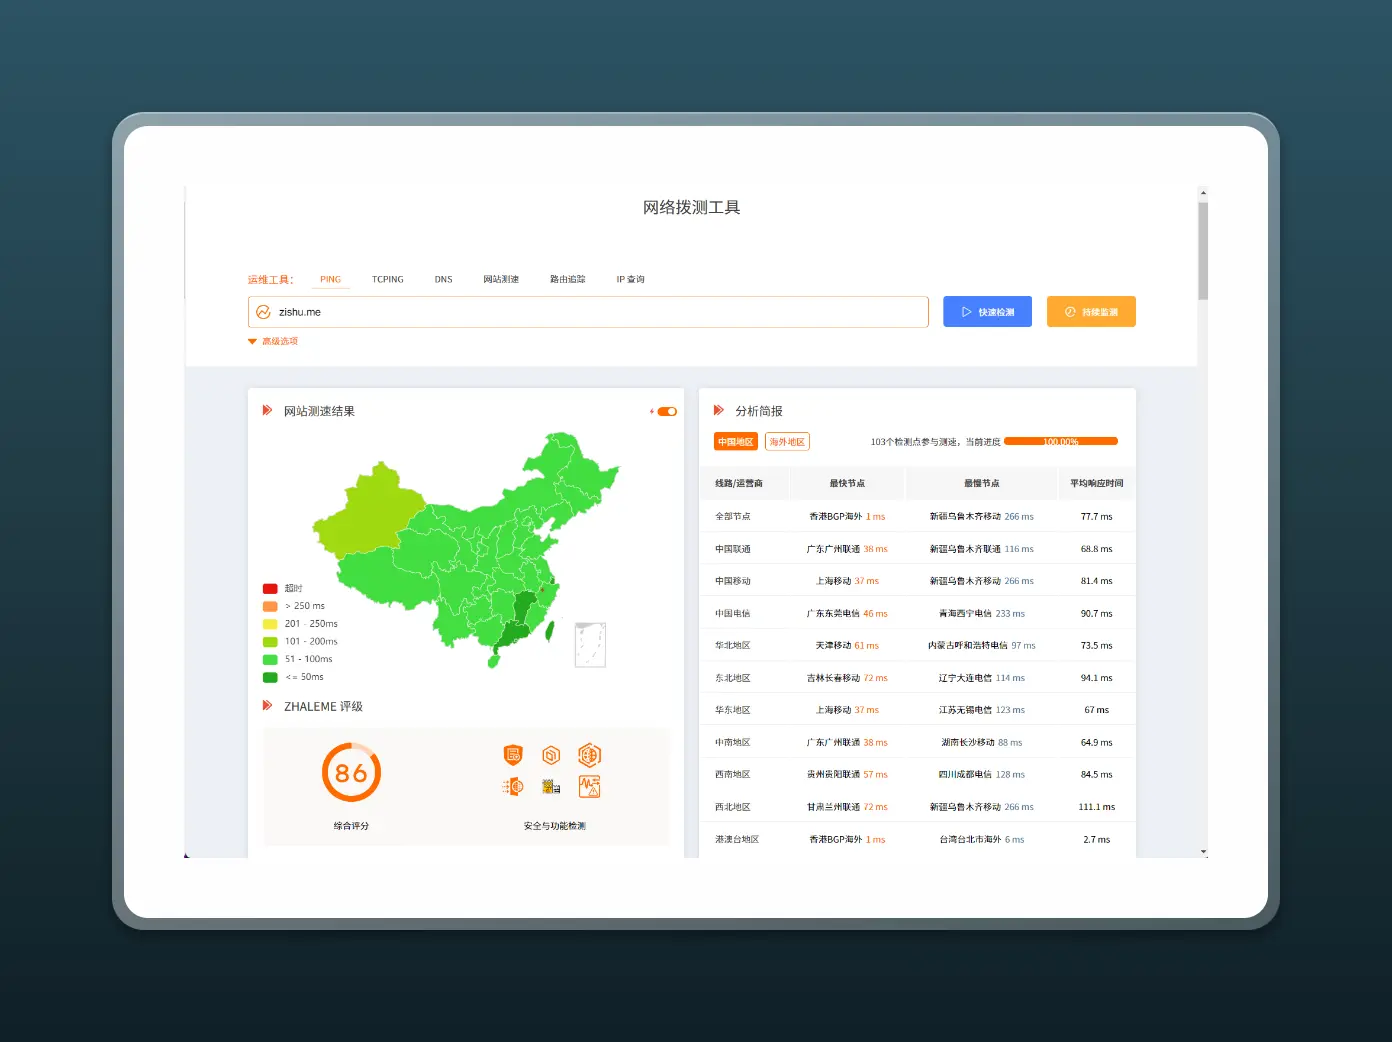 网络拨测工具
运维工具： PING TCPING DNS 网站测速 路由追踪 IP 查询
zishu.me 快速检测 持续监测
高级选项
网站测速结果
超时
> 250 ms
201 - 250ms
101 - 200ms
51 - 100ms
<= 50ms
ZHALEME 评级
86
综合评分
安全与功能检测
分析简报
中国地区 海外地区 103个检测点参与测速，当前进度 100.00%
线路/运营商 最快节点 最慢节点 平均响应时间
全部节点 香港BGP海外 1 ms 新疆乌鲁木齐移动 266 ms 77.7 ms
中国联通 广东广州联通 38 ms 新疆乌鲁木齐联通 116 ms 68.8 ms
中国移动 上海移动 37 ms 新疆乌鲁木齐移动 266 ms 81.4 ms
中国电信 广东东莞电信 46 ms 青海西宁电信 233 ms 90.7 ms
华北地区 天津移动 61 ms 内蒙古呼和浩特电信 97 ms 73.5 ms
东北地区 吉林长春移动 72 ms 辽宁大连电信 114 ms 94.1 ms
华东地区 上海移动 37 ms 江苏无锡电信 123 ms 67 ms
中南地区 广东广州联通 38 ms 湖南长沙移动 88 ms 64.9 ms
西南地区 贵州贵阳联通 57 ms 四川成都电信 128 ms 84.5 ms
西北地区 甘肃兰州联通 72 ms 新疆乌鲁木齐移动 266 ms 111.1 ms
港澳台地区 香港BGP海外 1 ms 台湾台北市海外 6 ms 2.7 ms